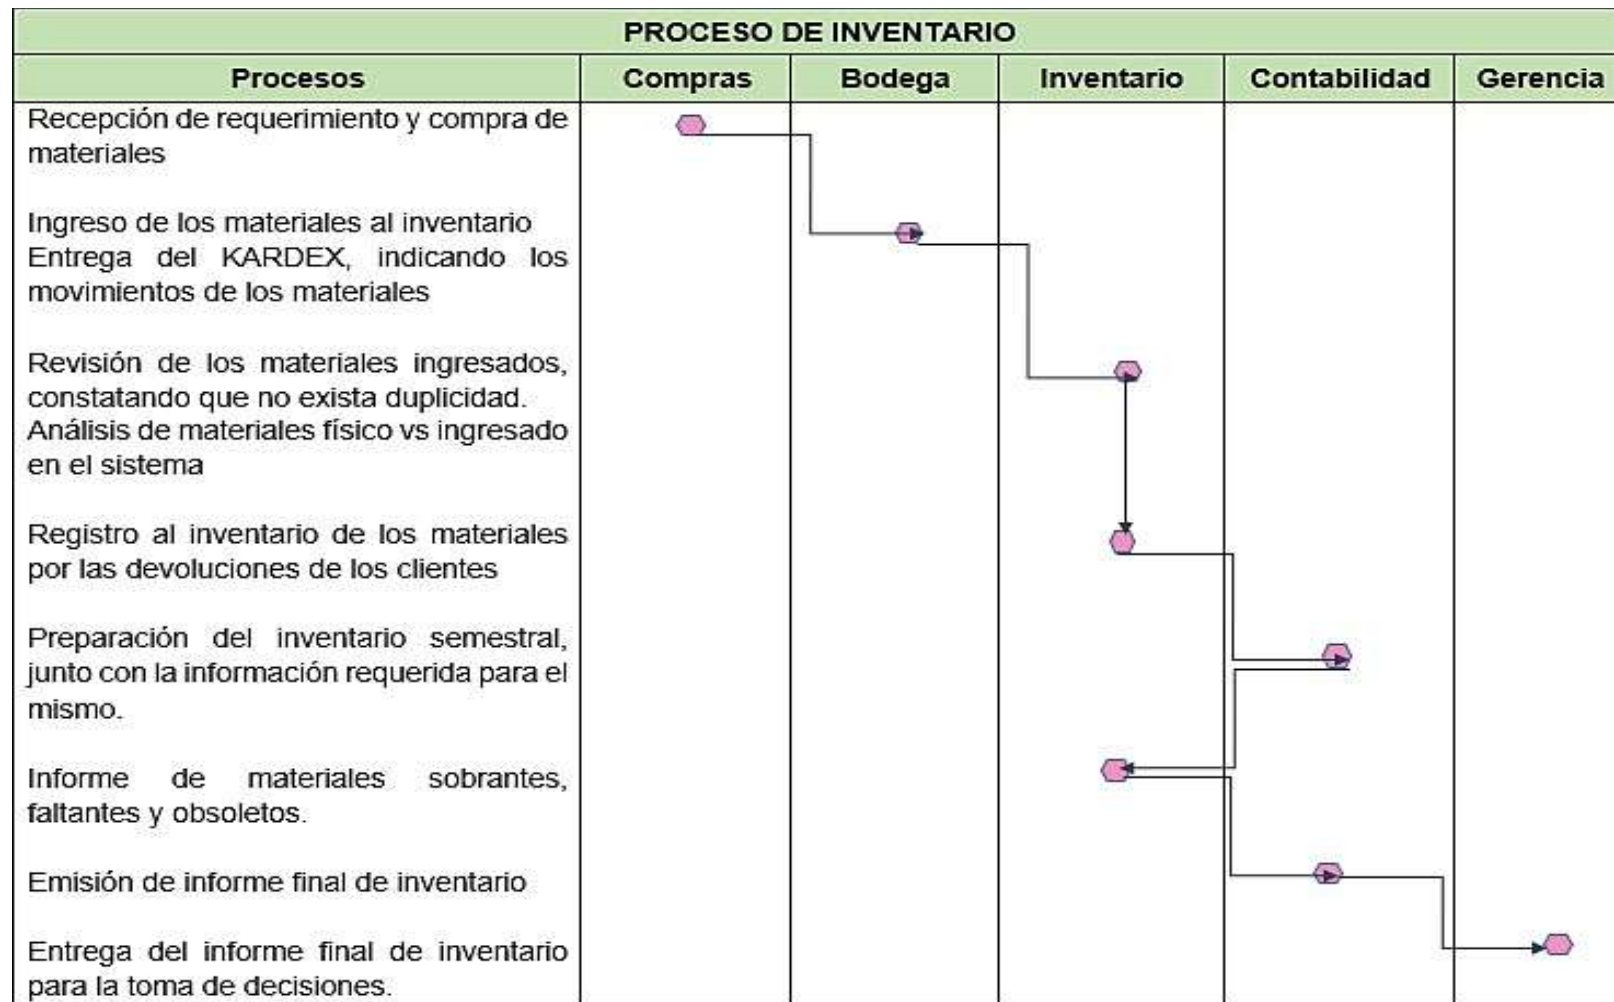 PROCESO DE INVENTARIO
Procesos Compras Bodega Inventario Contabilidad Gerencia
Recepción de requerimiento y compra de
materiales
Ingreso de los materiales al inventario
Entrega del KARDEX, indicando los
movimientos de los materiales
Revisión de los materiales ingresados,
constatando que no exista duplicidad.
Análisis de materiales físico vs ingresado
en el sistema
Registro al inventario de los materiales
por las devoluciones de los clientes
Preparación del inventario semestral,
junto con la información requerida para el
mismo.
Informe de materiales sobrantes,
faltantes y obsoletos.
Emisión de informe final de inventario
Entrega del informe final de inventario
para la toma de decisiones.